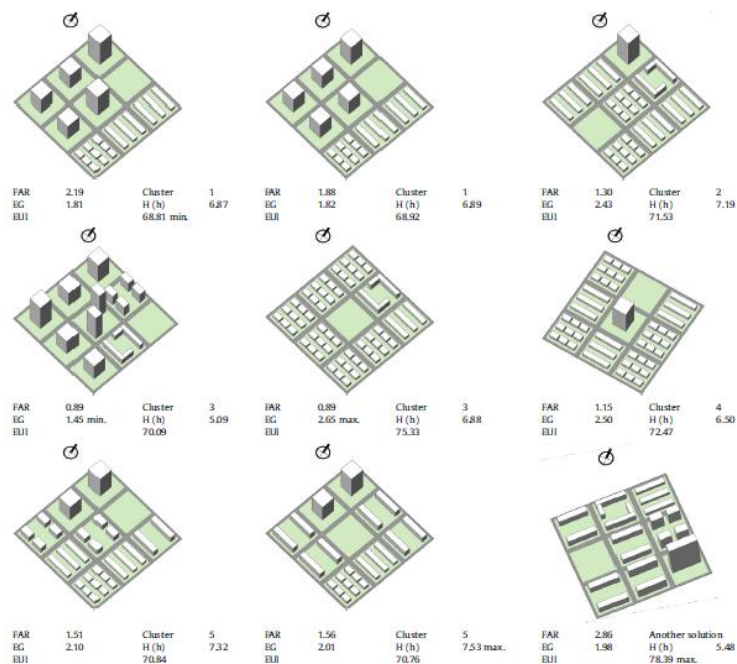 FAR 2.19 Cluster 1
EG 1.81 H (h) 6.87
EUI 68.81 min.
FAR 1.88 Cluster 1
EG 1.82 H (h) 6.89
EUI 68.92
FAR 1.30 Cluster 2
EG 2.43 H (h) 7.19
EUI 71.53
FAR 0.89 Cluster 3
EG 1.45 min. H (h) 5.09
EUI 70.09
FAR 0.89 Cluster 3
EG 2.65 max. H (h) 6.88
EUI 75.33
FAR 1.15 Cluster 4
EG 2.50 H (h) 6.50
EUI 72.47
FAR 1.51 Cluster 5
EG 2.10 H (h) 7.32
EUI 70.84
FAR 1.56 Cluster 5
EG 2.01 H (h) 7.53 max.
EUI 70.76
FAR 2.86 Another solution
EG 1.98 H (h) 5.48
EUI 78.39 max.